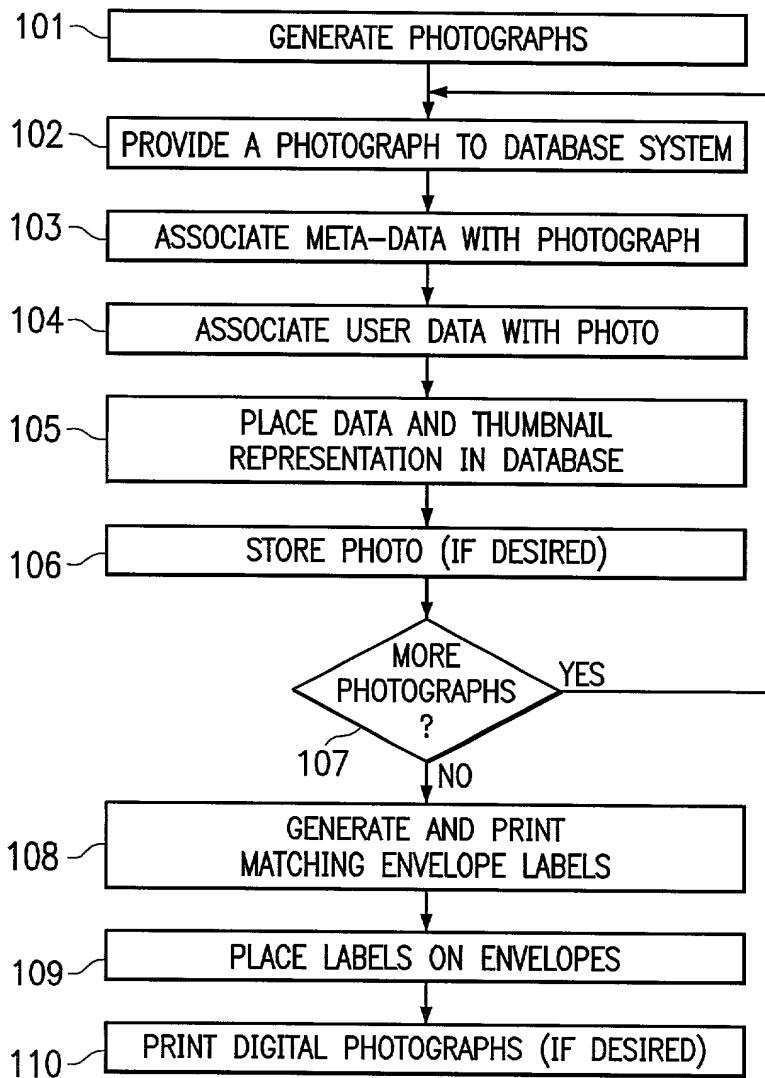 101
GENERATE PHOTOGRAPHS
102
PROVIDE A PHOTOGRAPH TO DATABASE SYSTEM
103
ASSOCIATE META-DATA WITH PHOTOGRAPH
104
ASSOCIATE USER DATA WITH PHOTO
105
PLACE DATA AND THUMBNAIL
REPRESENTATION IN DATABASE
106
STORE PHOTO (IF DESIRED)
MORE
PHOTOGRAPHS
?
YES
107
NO
108
GENERATE AND PRINT
MATCHING ENVELOPE LABELS
109
PLACE LABELS ON ENVELOPES
110
PRINT DIGITAL PHOTOGRAPHS (IF DESIRED)